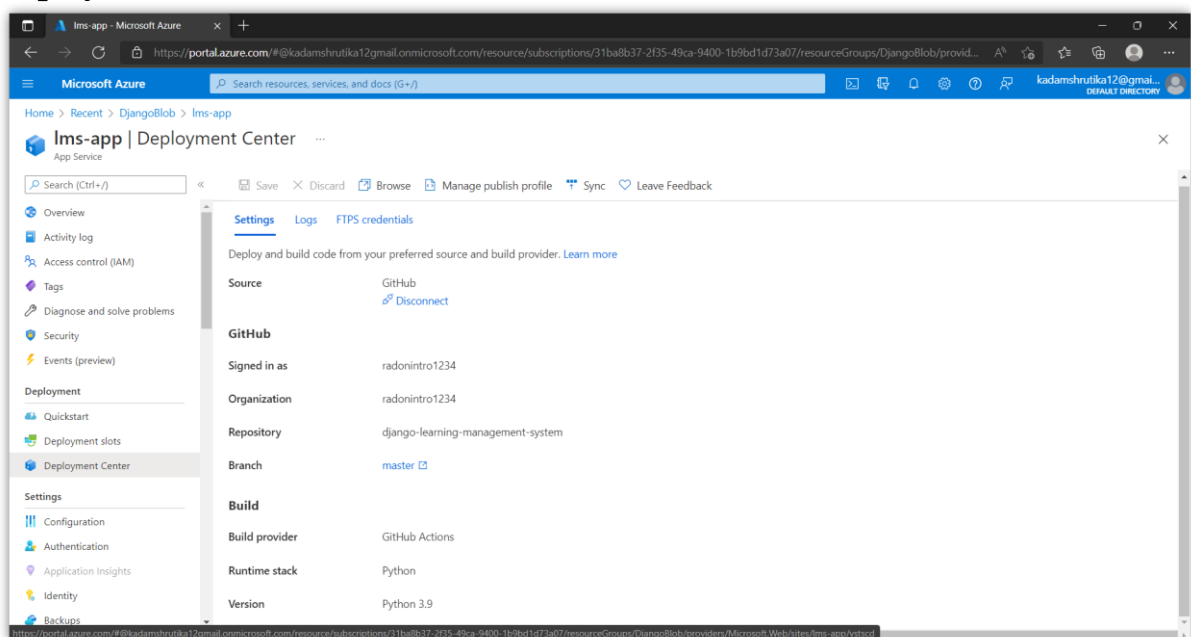 lms-app - Microsoft Azure
https://portal.azure.com/#@kadamshrutika12gmail.onmicrosoft.com/resource/subscriptions/31ba8b37-2f35-49ca-9400-1b9bd1d73a07/resourceGroups/DjangoBlob/provid...
Microsoft Azure
Search resources, services, and docs (G+/)
kadamshrutika12@gmai...
DEFAULT DIRECTORY
Home > Recent > DjangoBlob > lms-app
lms-app | Deployment Center ...
App Service
Search (Ctrl+/)
Save Discard Browse Manage publish profile Sync Leave Feedback
Overview
Activity log
Access control (IAM)
Tags
Diagnose and solve problems
Security
Events (preview)
Deployment
Quickstart
Deployment slots
Deployment Center
Settings
Configuration
Authentication
Application Insights
Identity
Backups
Settings Logs FTPS credentials
Deploy and build code from your preferred source and build provider. Learn more
Source GitHub
Disconnect
GitHub
Signed in as radonintro1234
Organization radonintro1234
Repository django-learning-management-system
Branch master
Build
Build provider GitHub Actions
Runtime stack Python
Version Python 3.9
https://portal.azure.com/#@kadamshrutika12gmail.onmicrosoft.com/resource/subscriptions/31ba8b37-2f35-49ca-9400-1b9bd1d73a07/resourceGroups/DjangoBlob/providers/Microsoft.Web/sites/lms-app/vstscd